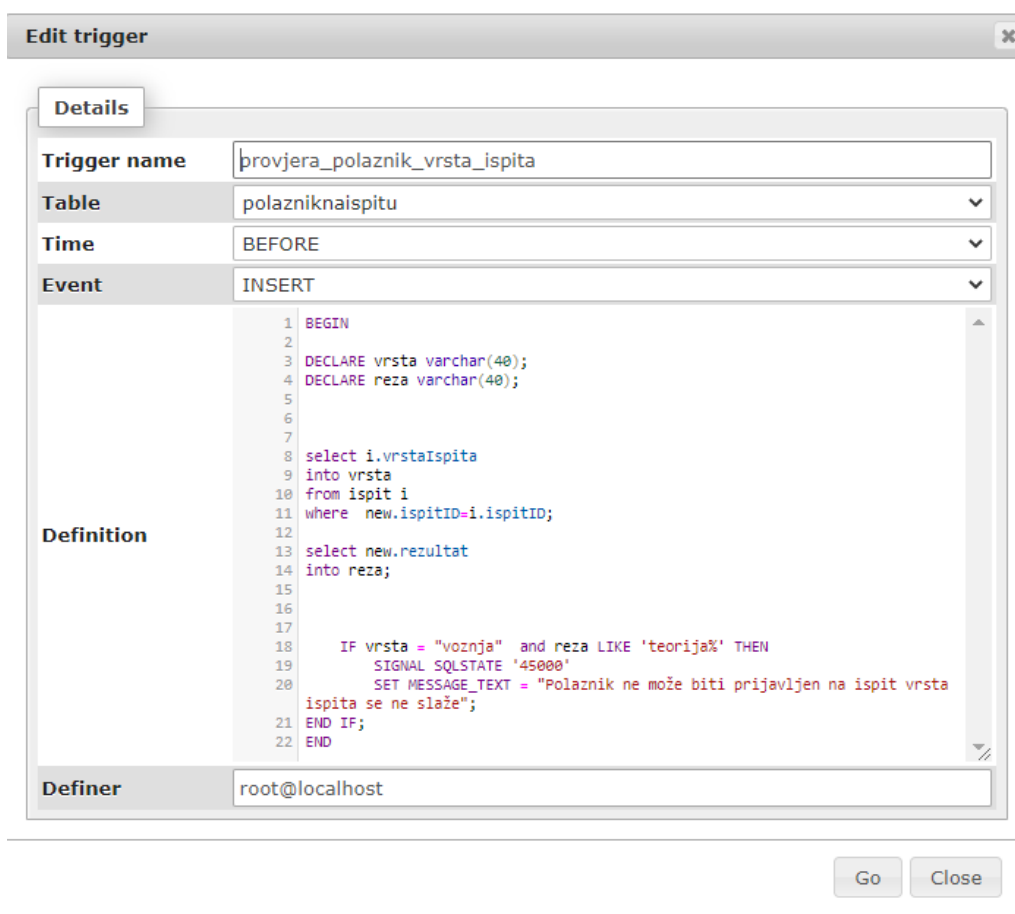 Edit trigger
Details
Trigger name provjera_polaznik_vrsta_ispita
Table polazniknaispitu
Time BEFORE
Event INSERT
Definition
1 BEGIN
2
3 DECLARE vrsta varchar(40);
4 DECLARE reza varchar(40);
5
6
7
8 select i.vrstaIspita
9 into vrsta
10 from ispit i
11 where  new.ispitID=i.ispitID;
12
13 select new.rezultat
14 into reza;
15
16
17
18     IF vrsta = "voznja"  and reza LIKE 'teorija%' THEN
19         SIGNAL SQLSTATE '45000'
20         SET MESSAGE_TEXT = "Polaznik ne može biti prijavljen na ispit vrsta
ispita se ne slaže";
21 END IF;
22 END
Definer root@localhost
Go Close